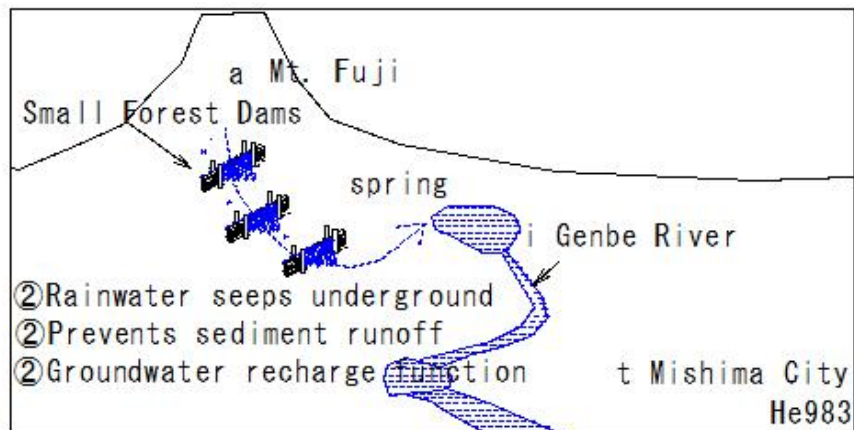 a Mt. Fuji
Small Forest Dams
spring
i Genbe River
②Rainwater seeps underground
②Prevents sediment runoff
②Groundwater recharge function
t Mishima City
He983